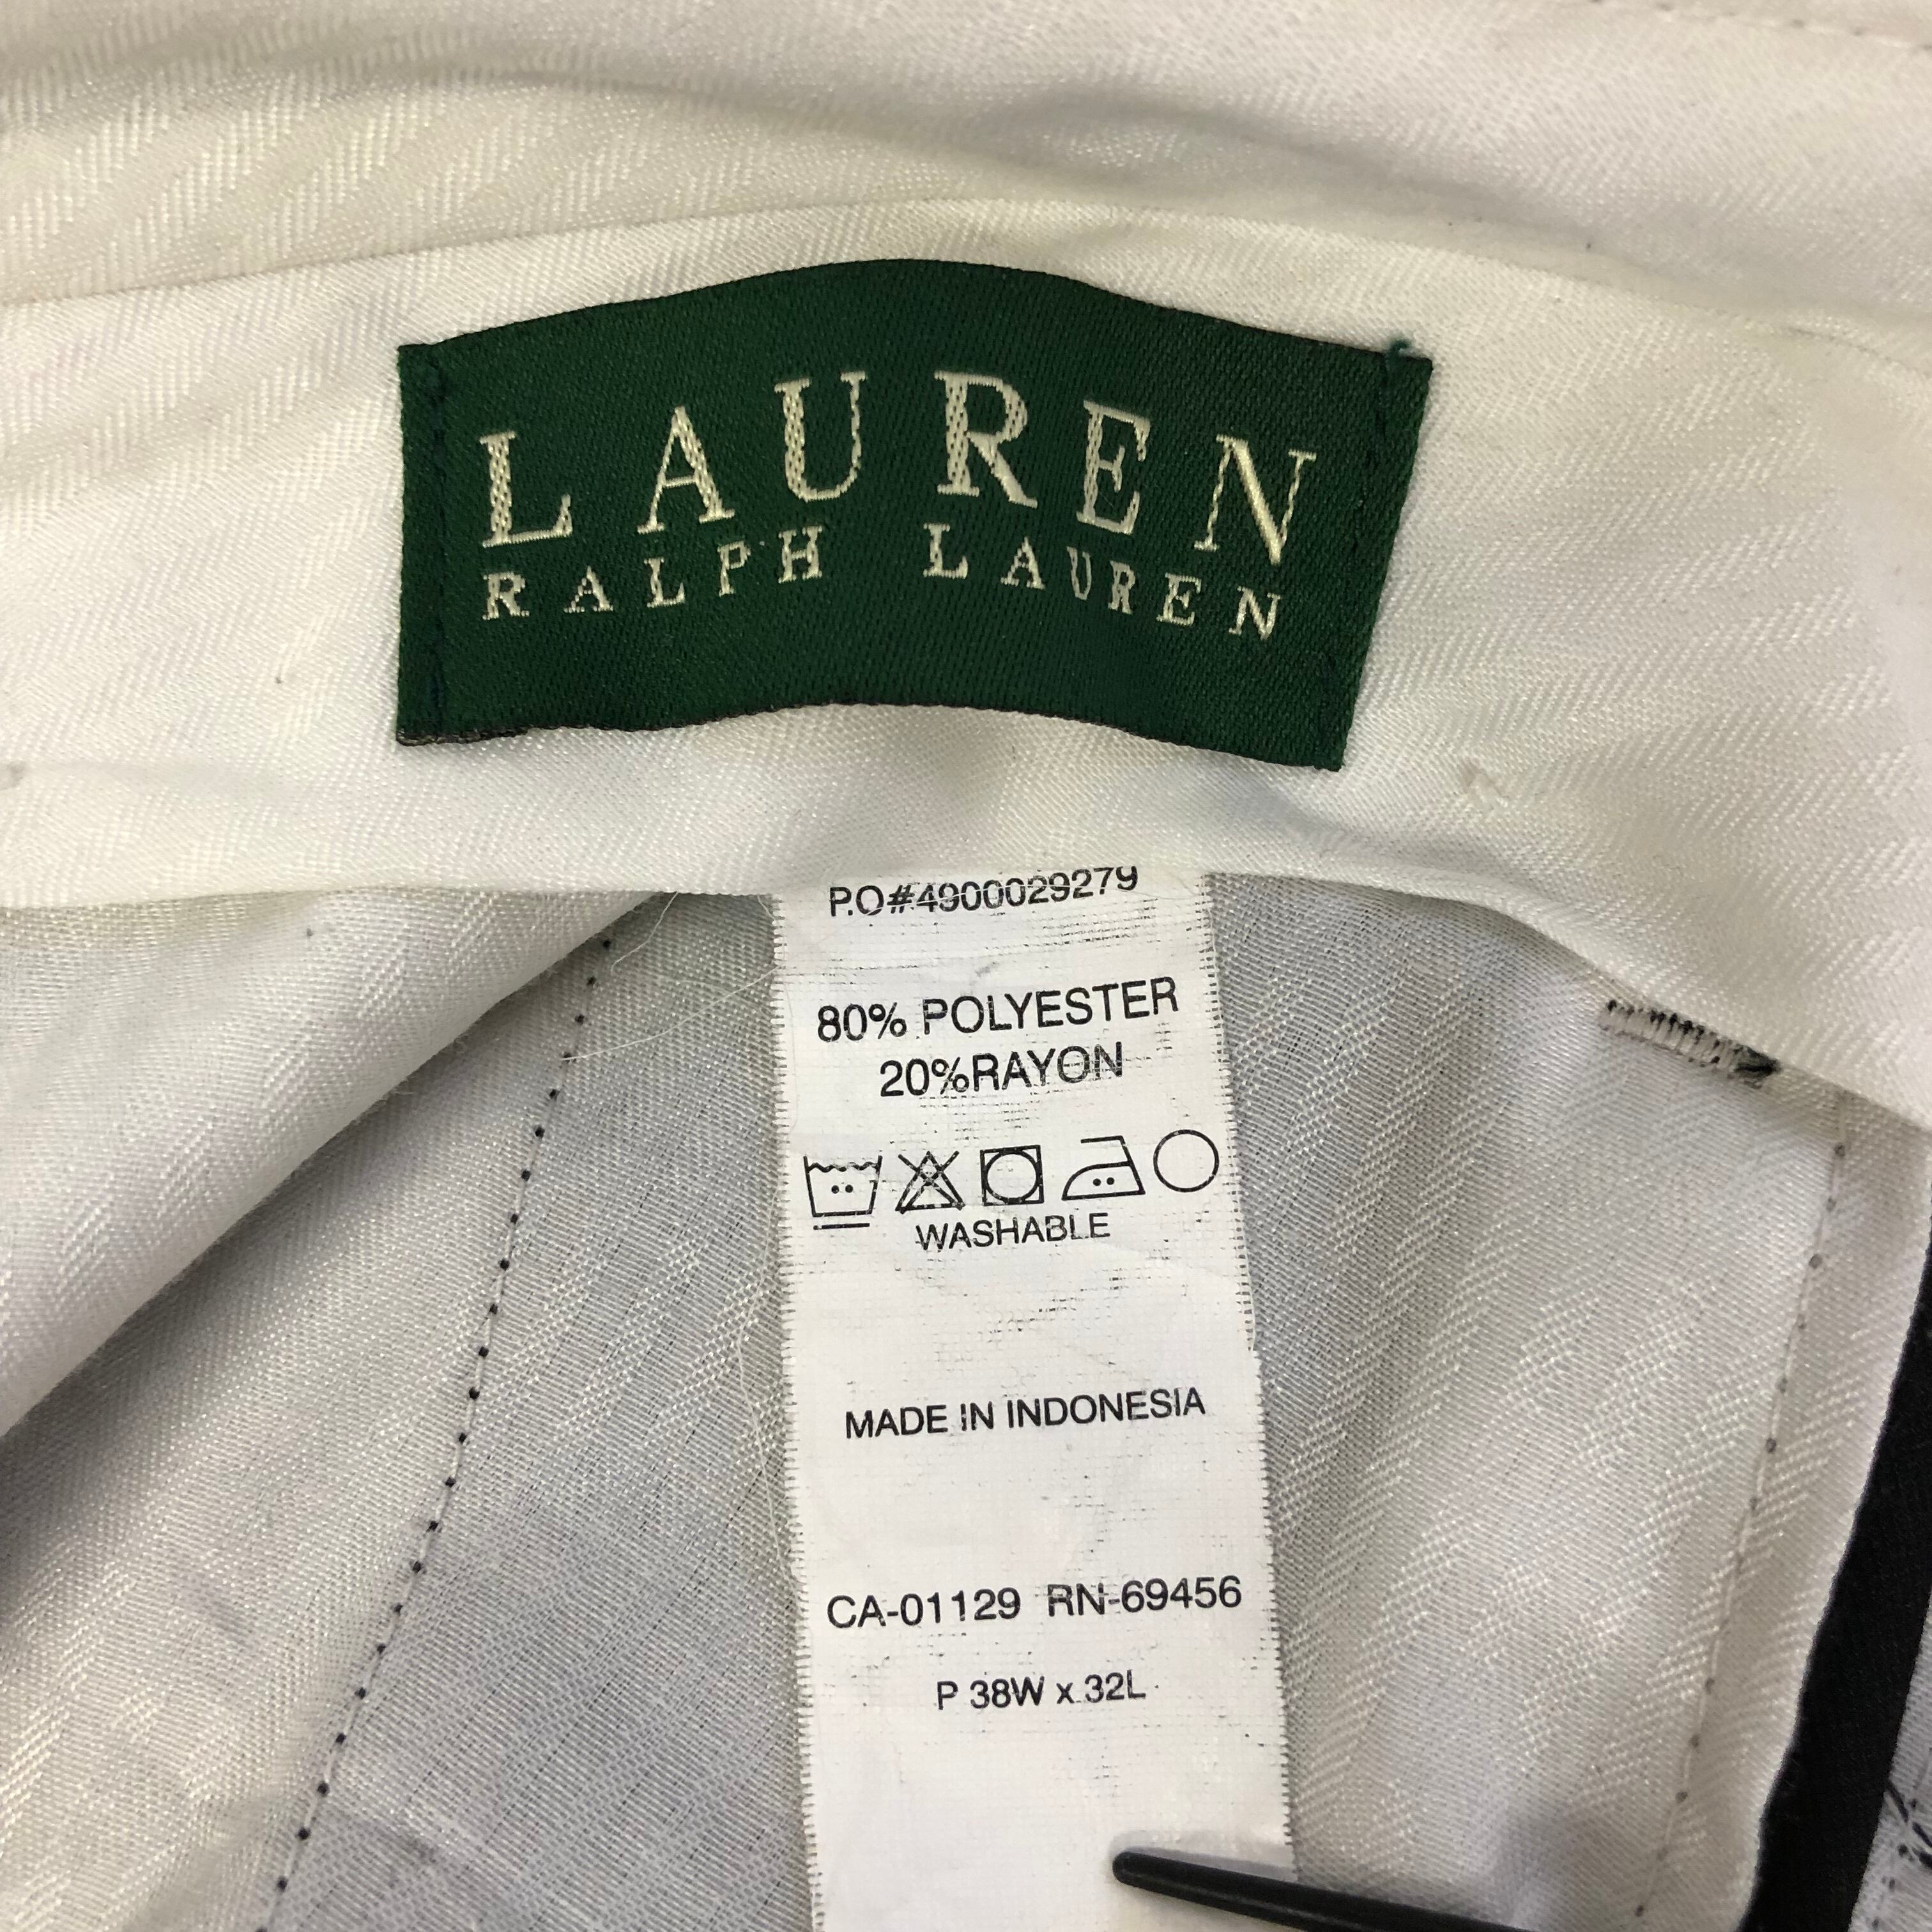 LAUREN
RALPH LAUREN
P.O#4900029279
80% POLYESTER
20%RAYON
WASHABLE
MADE IN INDONESIA
CA-01129 RN-69456
P 38W x 32L